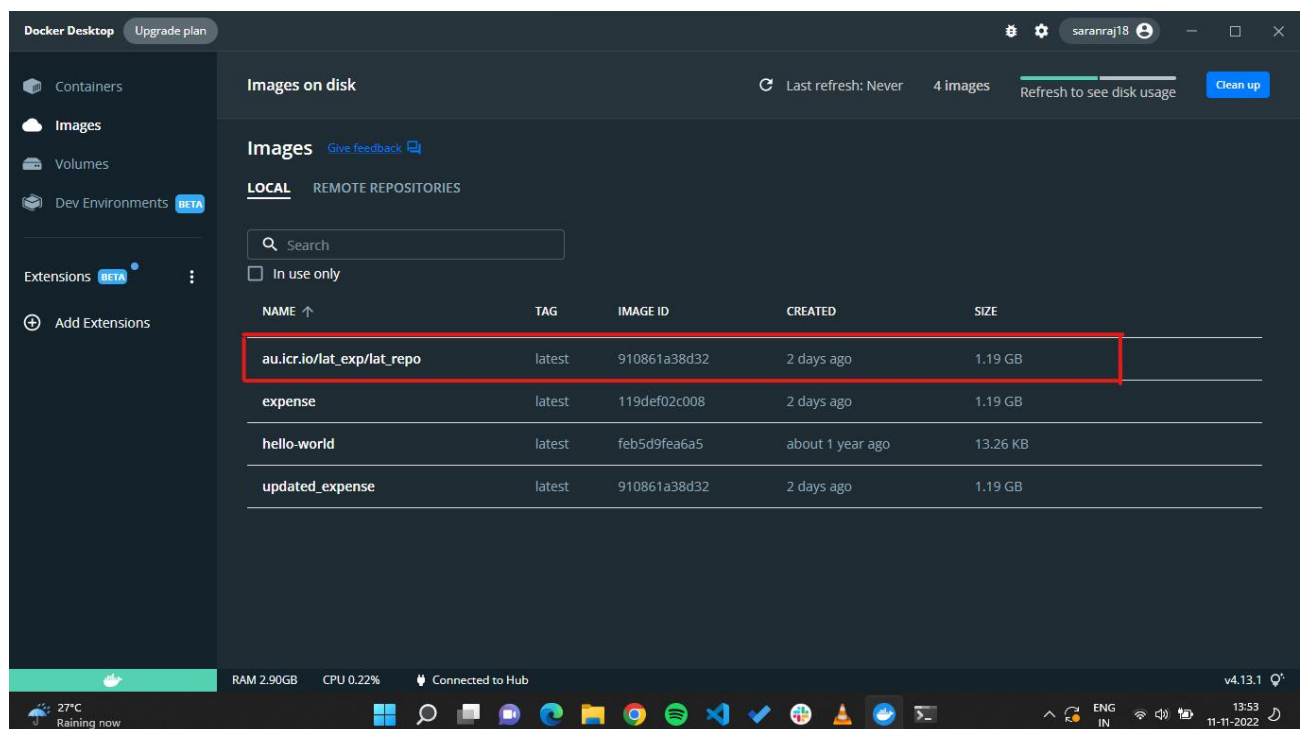 Docker Desktop Upgrade plan saranraj18
Containers
Images
Volumes
Dev Environments BETA
Extensions BETA
Add Extensions
Images on disk Last refresh: Never 4 images Refresh to see disk usage Clean up
Images Give feedback
LOCAL REMOTE REPOSITORIES
Search
In use only
NAME ↑ TAG IMAGE ID CREATED SIZE
au.icr.io/lat_exp/lat_repo latest 910861a38d32 2 days ago 1.19 GB
expense latest 119def02c008 2 days ago 1.19 GB
hello-world latest feb5d9fea6a5 about 1 year ago 13.26 KB
updated_expense latest 910861a38d32 2 days ago 1.19 GB
RAM 2.90GB CPU 0.22% Connected to Hub v4.13.1
27°C ENG 13:53
Raining now IN 11-11-2022